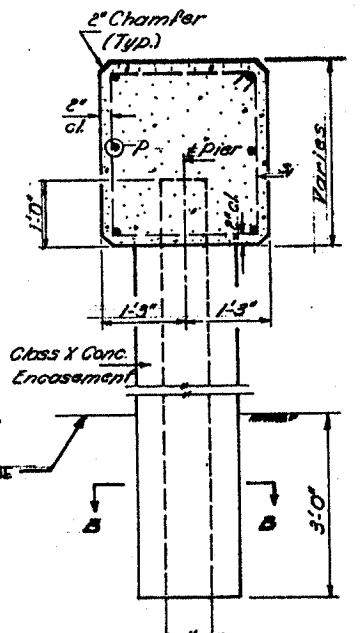 2" Chamfer
(Typ.)
2"
cl.
p
℄ Pier
Varies
1'-0"
2" cl.
1'-3"
1'-3"
Class X Conc.
Encasement
B
B
3'-0"